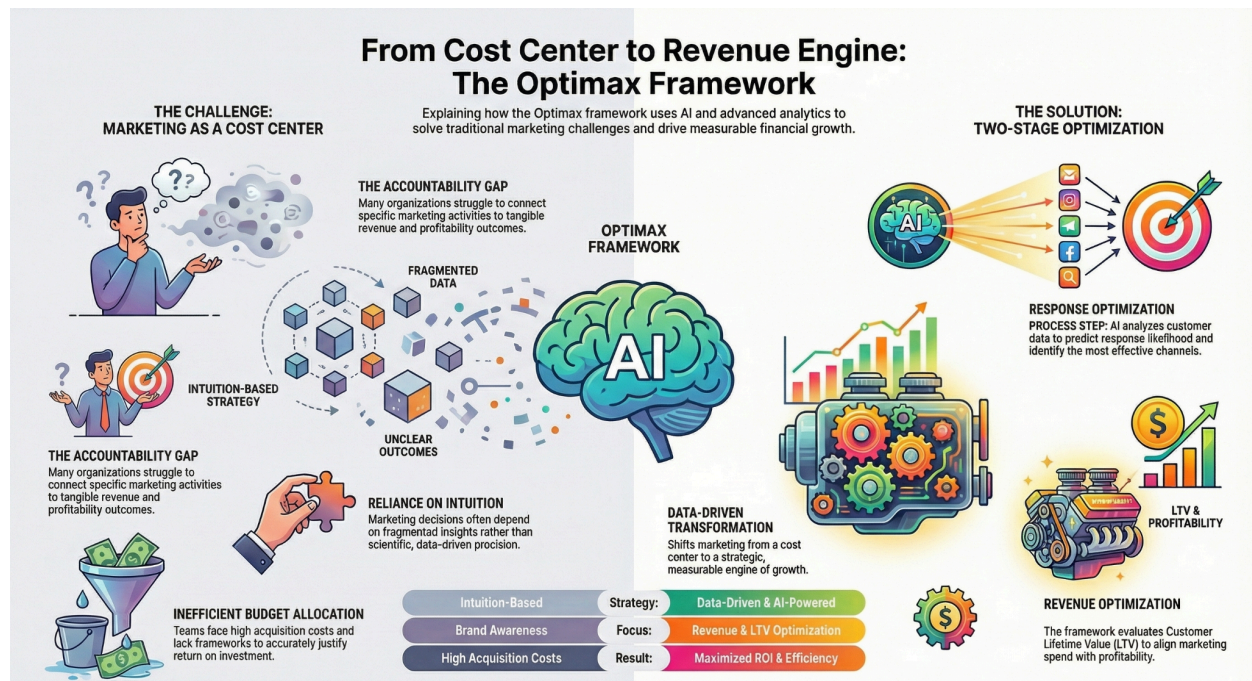 From Cost Center to Revenue Engine:
The Optimax Framework
Explaining how the Optimax framework uses AI and advanced analytics to
solve traditional marketing challenges and drive measurable financial growth.
THE CHALLENGE:
MARKETING AS A COST CENTER
? ?
? ?
??
THE ACCOUNTABILITY GAP
Many organizations struggle to connect
specific marketing activities to tangible
revenue and profitability outcomes.
FRAGMENTED
DATA
?
INTUITION-BASED
STRATEGY
UNCLEAR
OUTCOMES
THE ACCOUNTABILITY GAP
Many organizations struggle to
connect specific marketing activities
to tangible revenue and
profitability outcomes.
RELIANCE ON INTUITION
Marketing decisions often depend
on fragmentad insights rather than
scientific, data-driven procision.
$
$
$
INEFFICIENT BUDGET ALLOCATION
Teams face high acquisition costs and
lack frameworks to accurately justify
return on investment.
OPTIMAX
FRAMEWORK
AI
DATA-DRIVEN
TRANSFORMATION
Shifts marketing from a cost
center to a strategic,
measurable engine of growth.
Intuition-Based Strategy: Data-Driven & AI-Powered
Brand Awareness Focus: Revenue & LTV Optimization
High Acquisition Costs Result: Maximized ROI & Efficiency
THE SOLUTION:
TWO-STAGE OPTIMIZATION
AI
f
RESPONSE OPTIMIZATION
PROCESS STEP: AI analyzes customer
data to predict response likelihood and
identify the most effective channels.
$
LTV &
PROFITABILITY
$
REVENUE OPTIMIZATION
The framework evaluates Customer
Lifetime Value (LTV) to align marketing
spend with profitability.